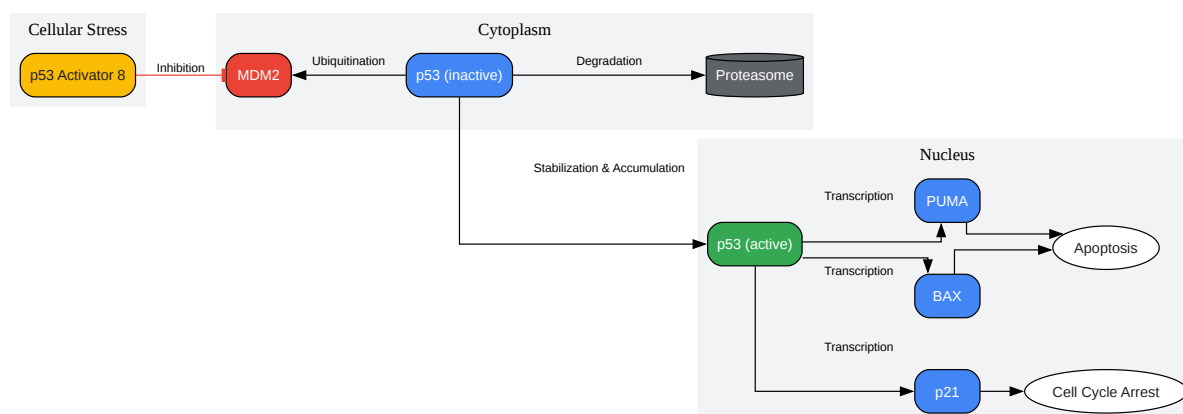 Cellular Stress
Cytoplasm
p53 Activator 8
Inhibition
MDM2
Ubiquitination
p53 (inactive)
Degradation
Proteasome
Stabilization & Accumulation
Nucleus
Transcription
PUMA
p53 (active)
Apoptosis
Transcription
BAX
Transcription
p21
Cell Cycle Arrest